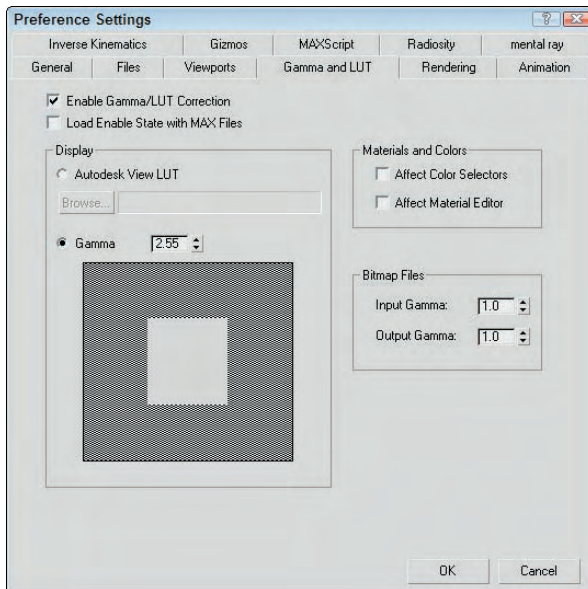 Preference Settings
Inverse Kinematics Gizmos MAXScript Radiosity mental ray
General Files Viewports Gamma and LUT Rendering Animation
Enable Gamma/LUT Correction
Load Enable State with MAX Files
Display
Autodesk View LUT
Browse...
Gamma 2.55
Materials and Colors
Affect Color Selectors
Affect Material Editor
Bitmap Files
Input Gamma: 1.0
Output Gamma: 1.0
OK Cancel